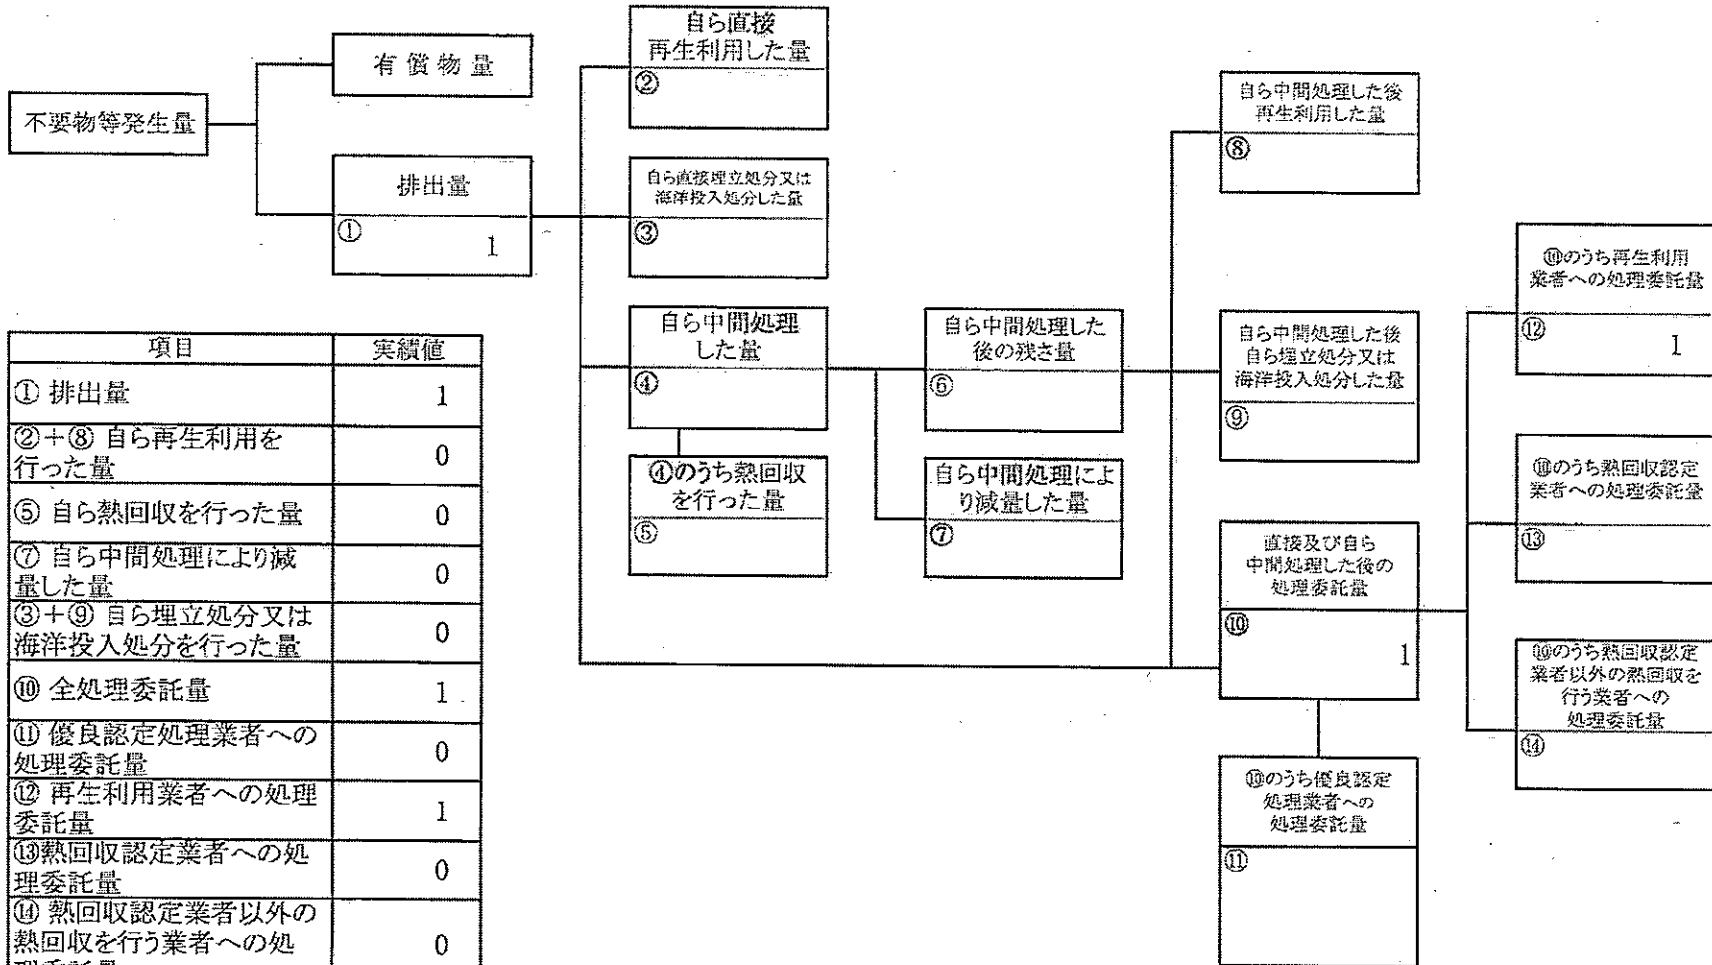 不要物等発生量
有償物量
排出量
①
1
自ら直接
再生利用した量
②
自ら直接埋立処分又は
海洋投入処分した量
③
自ら中間処理
した量
④
④のうち熱回収
を行った量
⑤
自ら中間処理した
後の残さ量
⑥
自ら中間処理によ
り減量した量
⑦
自ら中間処理した後
再生利用した量
⑧
自ら中間処理した後
自ら埋立処分又は
海洋投入処分した量
⑨
直接及び自ら
中間処理した後の
処理委託量
⑩
1
⑩のうち優良認定
処理業者への
処理委託量
⑪
⑩のうち再生利用
業者への処理委託量
⑫
1
⑩のうち熱回収認定
業者への処理委託量
⑬
⑩のうち熱回収認定
業者以外の熱回収を
行う業者への
処理委託量
⑭
項目 実績値
① 排出量 1
②+⑧ 自ら再生利用を
行った量 0
⑤ 自ら熱回収を行った量 0
⑦ 自ら中間処理により減
量した量 0
③+⑨ 自ら埋立処分又は
海洋投入処分を行った量 0
⑩ 全処理委託量 1
⑪ 優良認定処理業者への
処理委託量 0
⑫ 再生利用業者への処理
委託量 1
⑬熱回収認定業者への処
理委託量 0
⑭ 熱回収認定業者以外の
熱回収を行う業者への処 0
理委託量